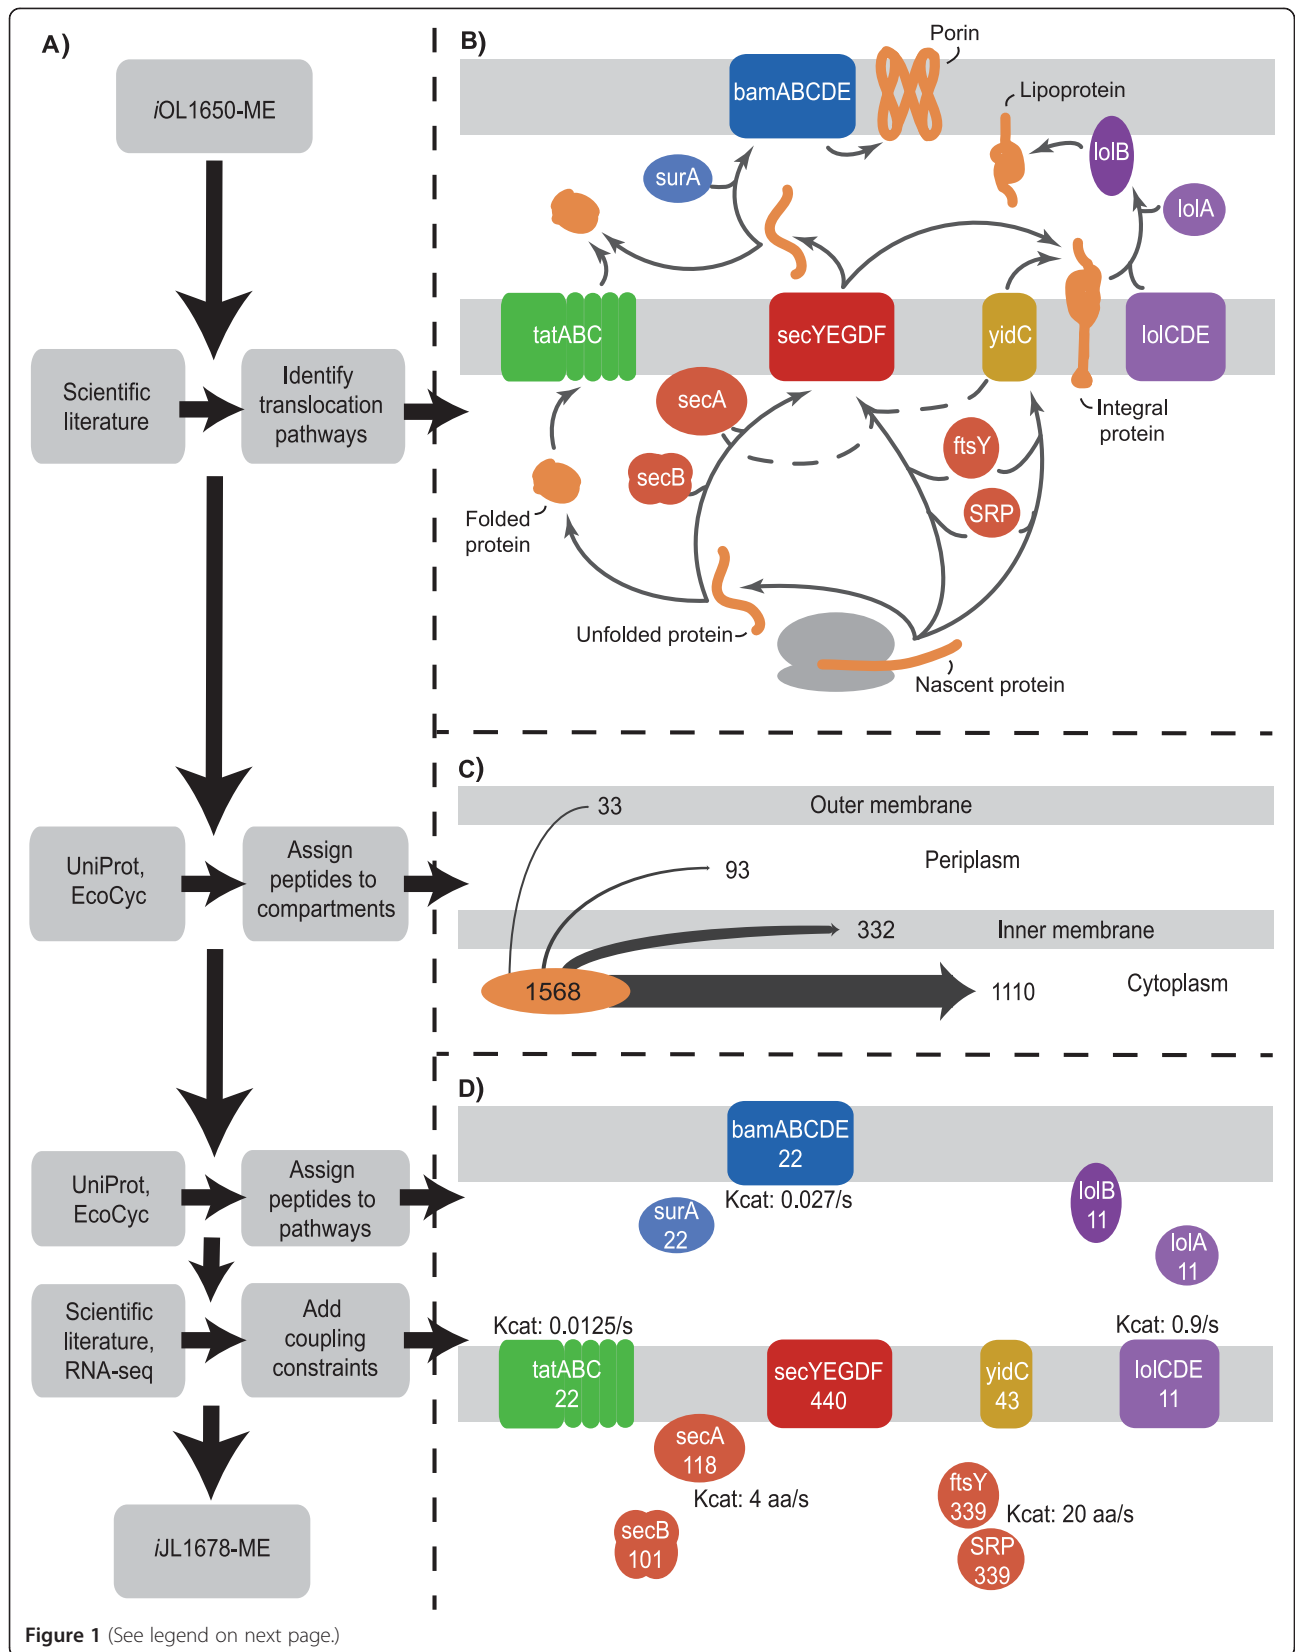 A)
iOL1650-ME
Scientific
literature
Identify
translocation
pathways
UniProt,
EcoCyc
Assign
peptides to
compartments
UniProt,
EcoCyc
Assign
peptides to
pathways
Scientific
literature,
RNA-seq
Add
coupling
constraints
iJL1678-ME
B)
Porin
bamABCDE
Lipoprotein
lolB
surA
lolA
tatABC
secYEGDF
yidC
lolCDE
secA
Integral
protein
ftsY
secB
SRP
Folded
protein
Unfolded protein
Nascent protein
C)
33
Outer membrane
Periplasm
93
332
Inner membrane
1568
1110
Cytoplasm
D)
bamABCDE
22
Kcat: 0.027/s
surA
22
lolB
11
lolA
11
Kcat: 0.0125/s
Kcat: 0.9/s
tatABC
22
secYEGDF
440
yidC
43
lolCDE
11
secA
118
Kcat: 4 aa/s
ftsY
339
Kcat: 20 aa/s
secB
101
SRP
339
Figure 1 (See legend on next page.)